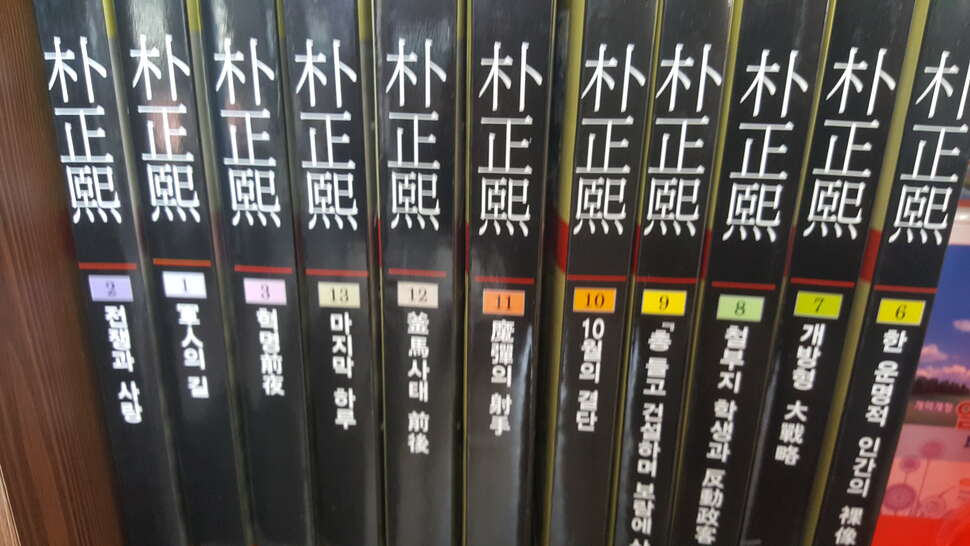 朴正熙
2
전쟁과 사랑
朴正熙
1
軍人의 길
朴正熙
3
혁명前夜
朴正熙
13
마지막 하루
朴正熙
12
釜馬사태 前後
朴正熙
11
魔彈의 射手
朴正熙
10
10월의 결단
朴正熙
9
『총 들고 건설하며 보람에
朴正熙
8
철부지 학생과 反動政客
朴正熙
7
개방형 大戰略
朴正熙
6
한 운명적 인간의 裸像
개역개정